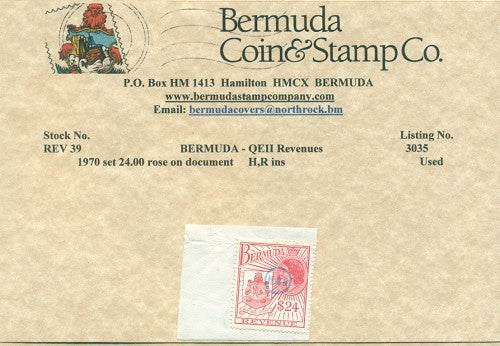 Bermuda
Coin&Stamp Co.
P.O. Box HM 1413 Hamilton HMCX BERMUDA
www.bermudastampcompany.com
Email: bermudacovers@northrock.bm
Stock No. Listing No.
REV 39 BERMUDA - QEII Revenues 3035
1970 set 24.00 rose on document H,R ins Used
BERMUDA
$24
REVENUE